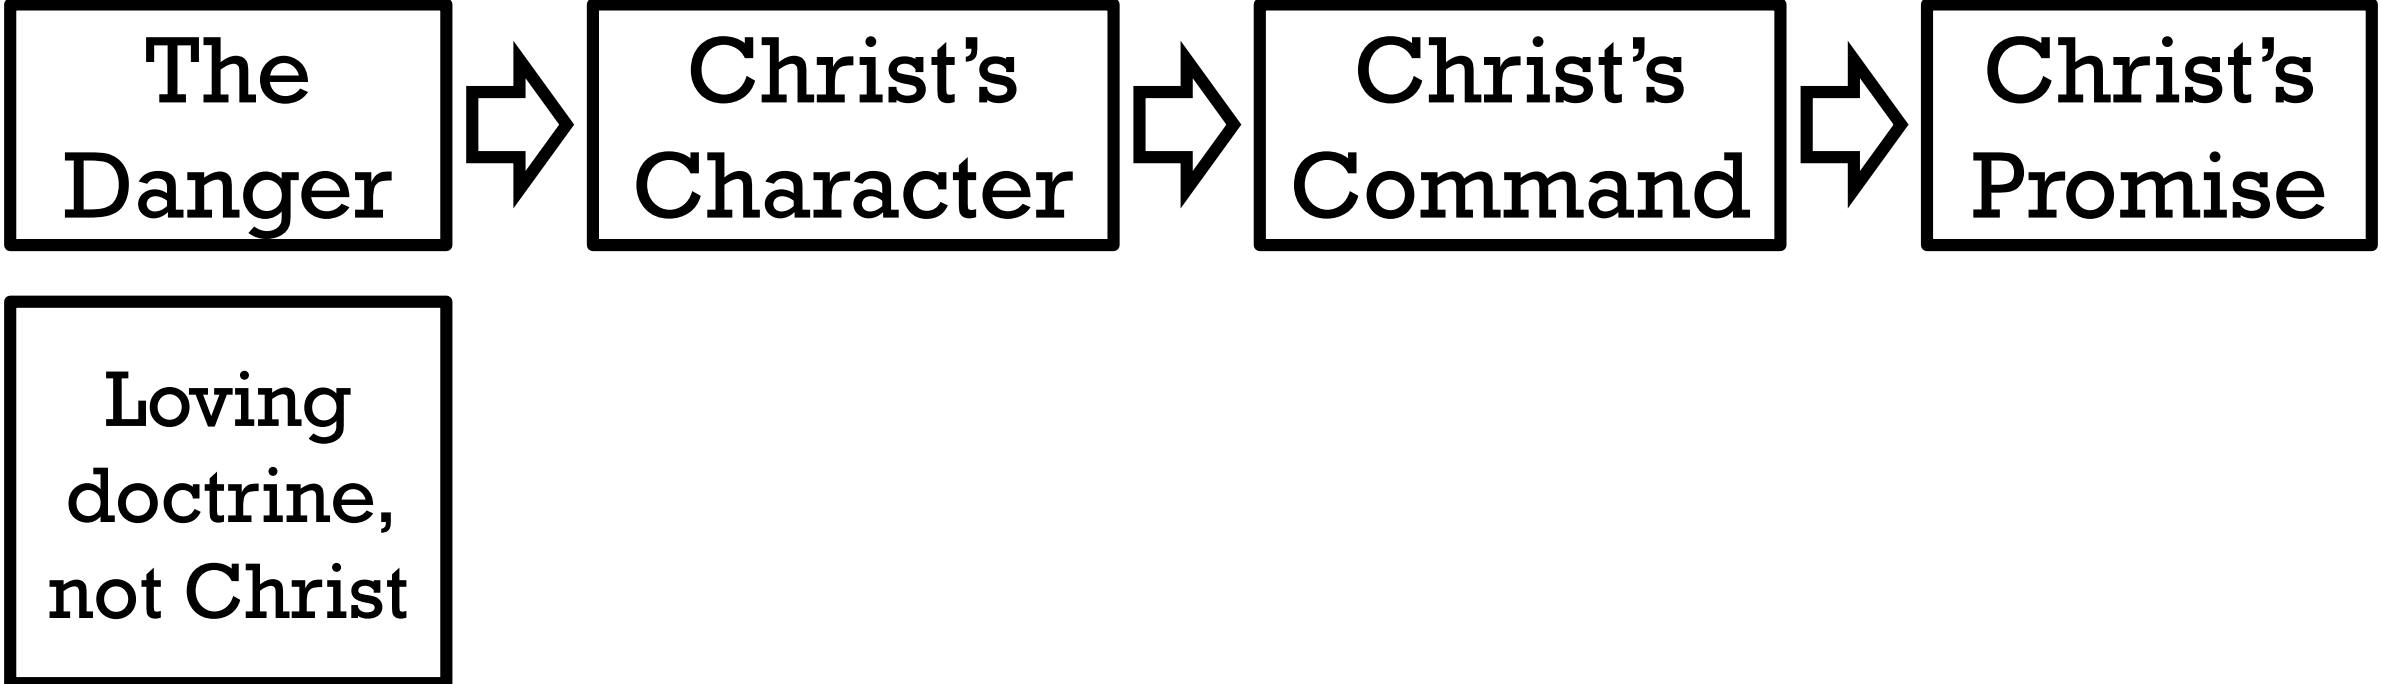 The
Danger
Christ’s
Character
Christ’s
Command
Christ’s
Promise
Loving
doctrine,
not Christ